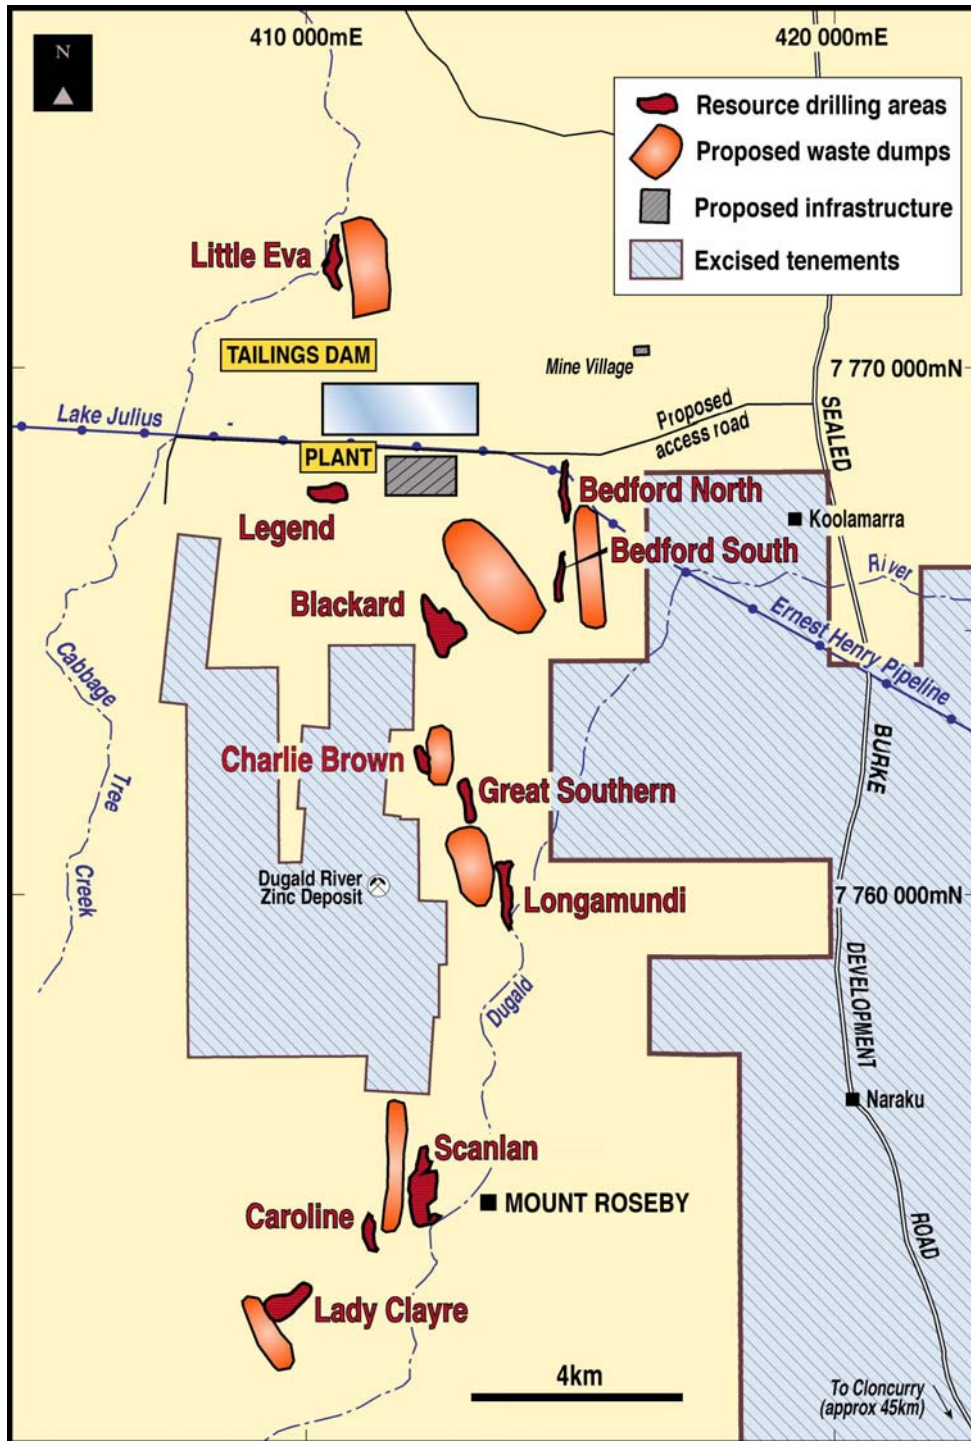 410 000mE
420 000mE
N
Resource drilling areas
Proposed waste dumps
Proposed infrastructure
Excised tenements
Little Eva
TAILINGS DAM
Mine Village
7 770 000mN
Lake Julius
Proposed
access road
SEALED
PLANT
Legend
Bedford North
Koolamarra
Bedford South
River
Blackard
Ernest Henry Pipeline
Cabbage
Tree
Creek
Charlie Brown
Great Southern
BURKE
Dugald River
Zinc Deposit
Longamundi
7 760 000mN
DEVELOPMENT
Dugald
Naraku
Scanlan
MOUNT ROSEBY
Caroline
ROAD
Lady Clayre
4km
To Cloncurry
(approx 45km)